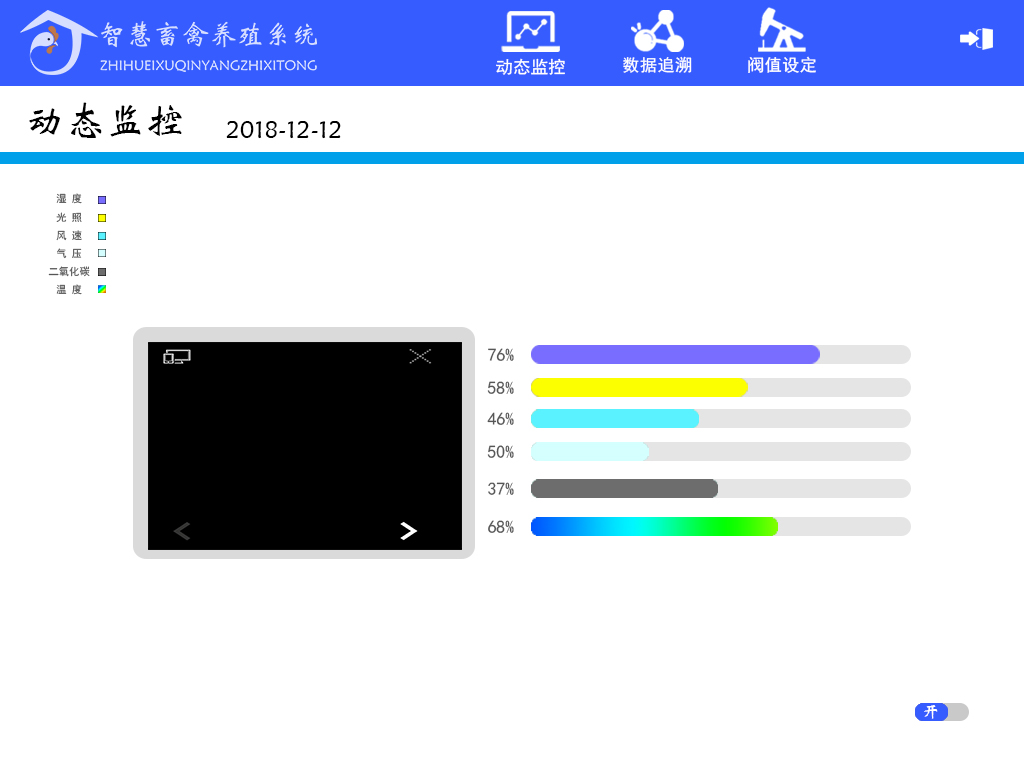 智慧畜禽养殖系统
ZHIHUEIXUQINYANGZHIXITONG
动态监控
数据追溯
阀值设定
动态监控 2018-12-12
湿度
光照
风速
气压
二氧化碳
温度
76%
58%
46%
50%
37%
68%
开